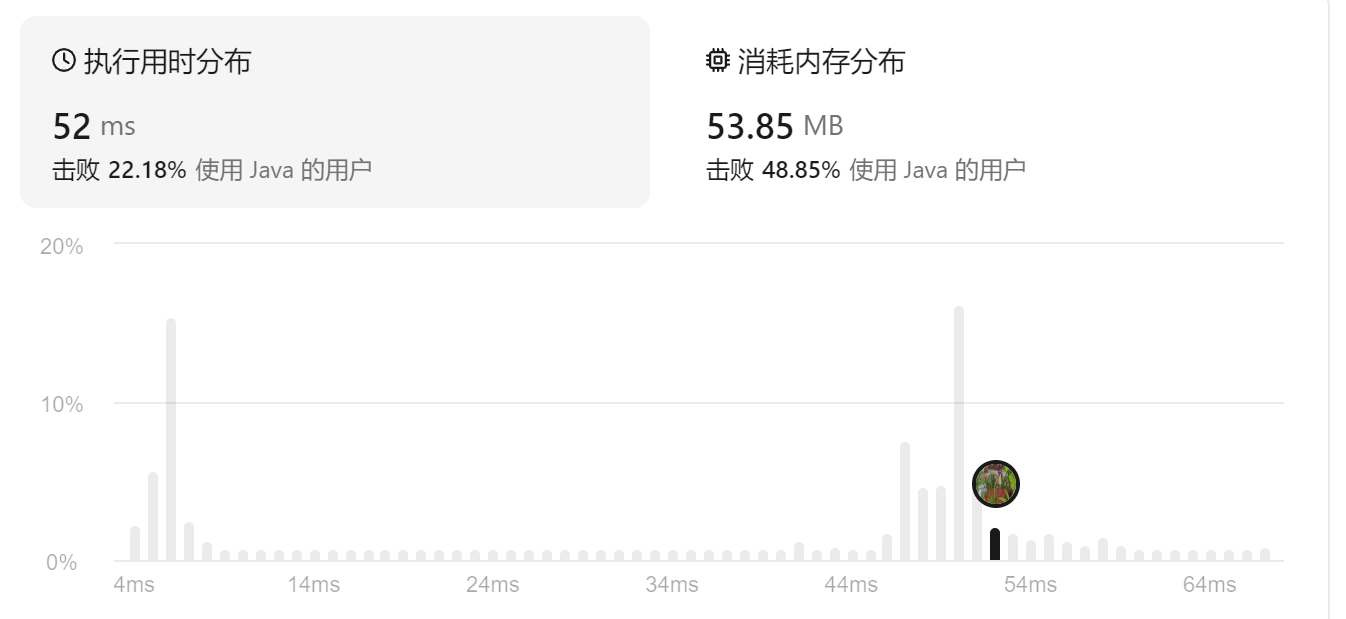 执行用时分布
52 ms
击败 22.18% 使用 Java 的用户
消耗内存分布
53.85 MB
击败 48.85% 使用 Java 的用户
20%
10%
0%
4ms 14ms 24ms 34ms 44ms 54ms 64ms